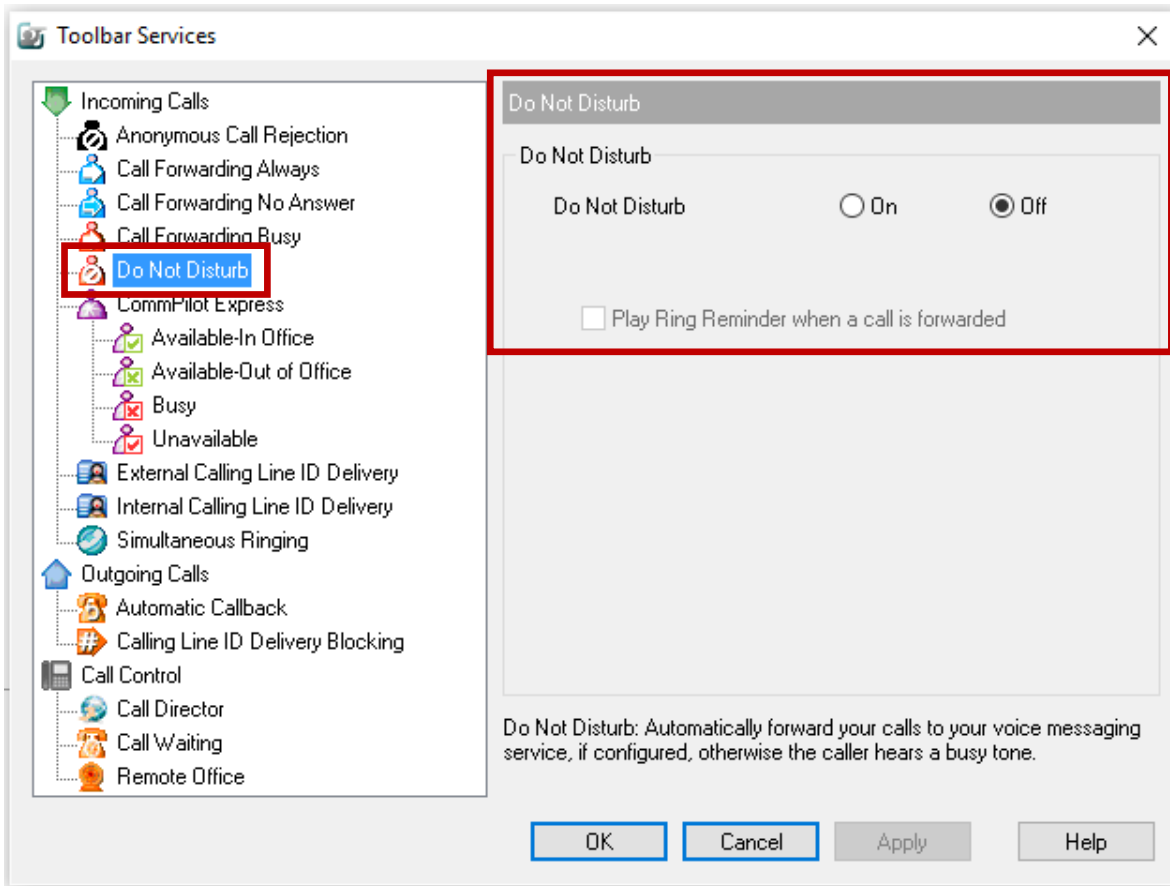 Toolbar Services
Incoming Calls
Anonymous Call Rejection
Call Forwarding Always
Call Forwarding No Answer
Call Forwarding Busy
Do Not Disturb
CommPilot Express
Available-In Office
Available-Out of Office
Busy
Unavailable
External Calling Line ID Delivery
Internal Calling Line ID Delivery
Simultaneous Ringing
Outgoing Calls
Automatic Callback
Calling Line ID Delivery Blocking
Call Control
Call Director
Call Waiting
Remote Office
Do Not Disturb
Do Not Disturb
Do Not Disturb On Off
Play Ring Reminder when a call is forwarded
Do Not Disturb: Automatically forward your calls to your voice messaging
service, if configured, otherwise the caller hears a busy tone.
OK Cancel Apply Help